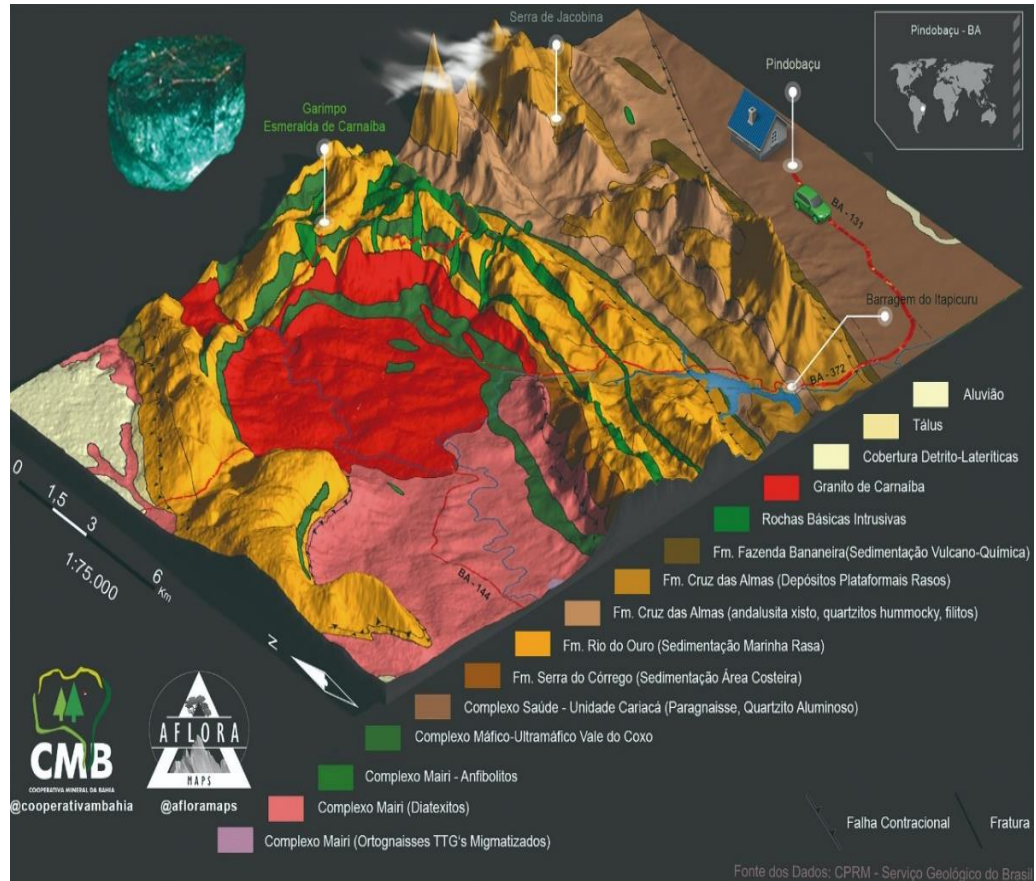 Serra de Jacobina
Pindobaçu - BA
Pindobaçu
Garimpo
Esmeralda de Carnaíba
BA - 131
Barragem do Itapicuru
BA - 372
BA - 144
Aluvião
Tálus
Cobertura Detrito-Lateríticas
Granito de Carnaíba
Rochas Básicas Intrusivas
Fm. Fazenda Bananeira(Sedimentação Vulcano-Química)
Fm. Cruz das Almas (Depósitos Plataformais Rasos)
Fm. Cruz das Almas (andalusita xisto, quartzitos hummocky, filitos)
Fm. Rio do Ouro (Sedimentação Marinha Rasa)
Fm. Serra do Córrego (Sedimentação Área Costeira)
Complexo Saúde - Unidade Cariacá (Paragnaisse, Quartzito Aluminoso)
Complexo Máfico-Ultramáfico Vale do Coxo
Complexo Mairi - Anfibolitos
Complexo Mairi (Diatexitos)
Complexo Mairi (Ortognaisses TTG's Migmatizados)
0
1,5
3
6
Km
1:75.000
N
CMB
COOPERATIVA MINERAL DA BAHIA
@cooperativambahia
AFLORA
MAPS
@afloramaps
Falha Contracional
Fratura
Fonte dos Dados: CPRM - Serviço Geológico do Brasil